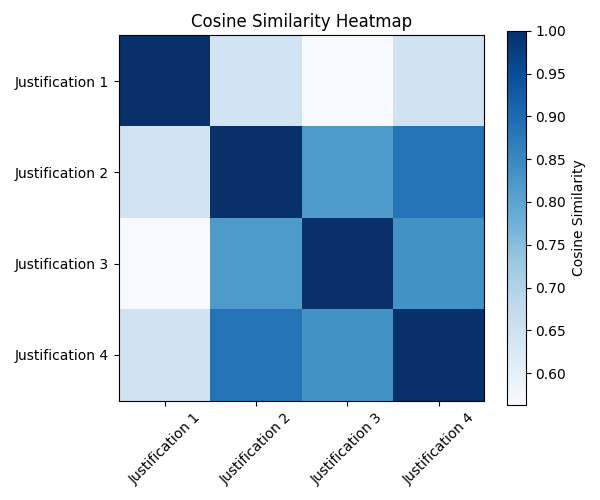 Cosine Similarity Heatmap
Justification 1
Justification 2
Justification 3
Justification 4
Justification 1
Justification 2
Justification 3
Justification 4
1.00
0.95
0.90
0.85
0.80
0.75
0.70
0.65
0.60
Cosine Similarity